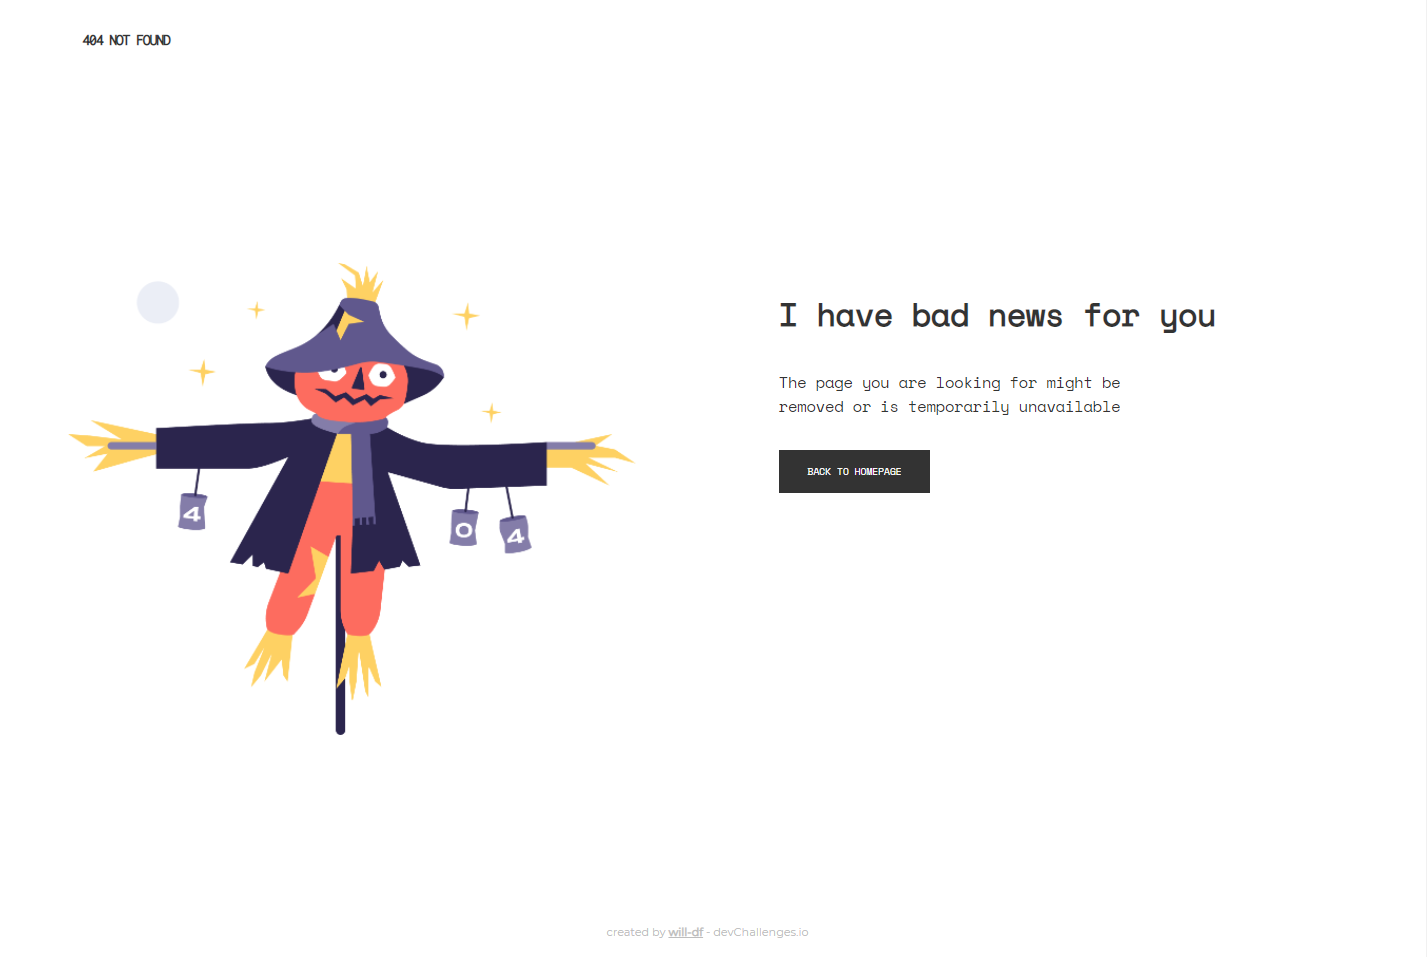 404 NOT FOUND
I have bad news for you
The page you are looking for might be
removed or is temporarily unavailable
BACK TO HOMEPAGE
4
0
4
created by will-df - devChallenges.io